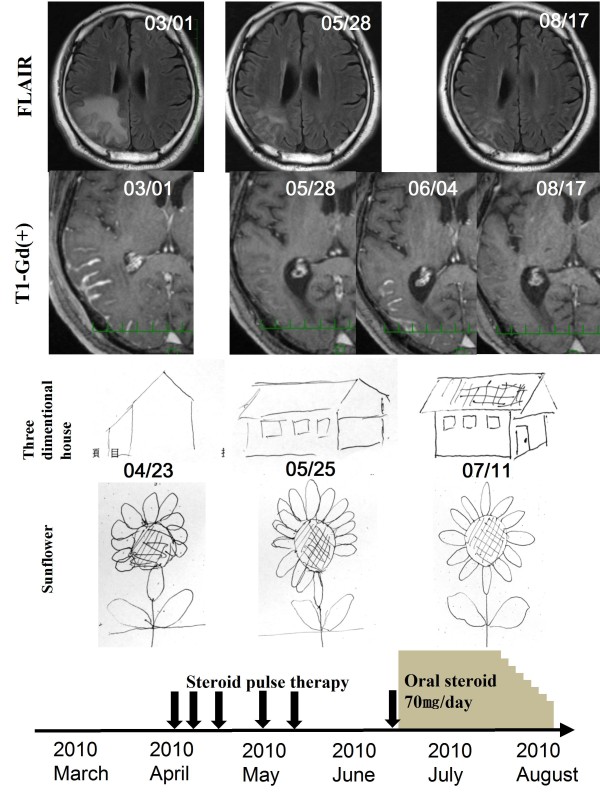 FLAIR
03/01
05/28
08/17
T1-Gd(+)
03/01
05/28
06/04
08/17
Three
dimentional
house
04/23
05/25
07/11
Sunflower
Steroid pulse therapy
Oral steroid
70㎎/day
2010
March
2010
April
2010
May
2010
June
2010
July
2010
August